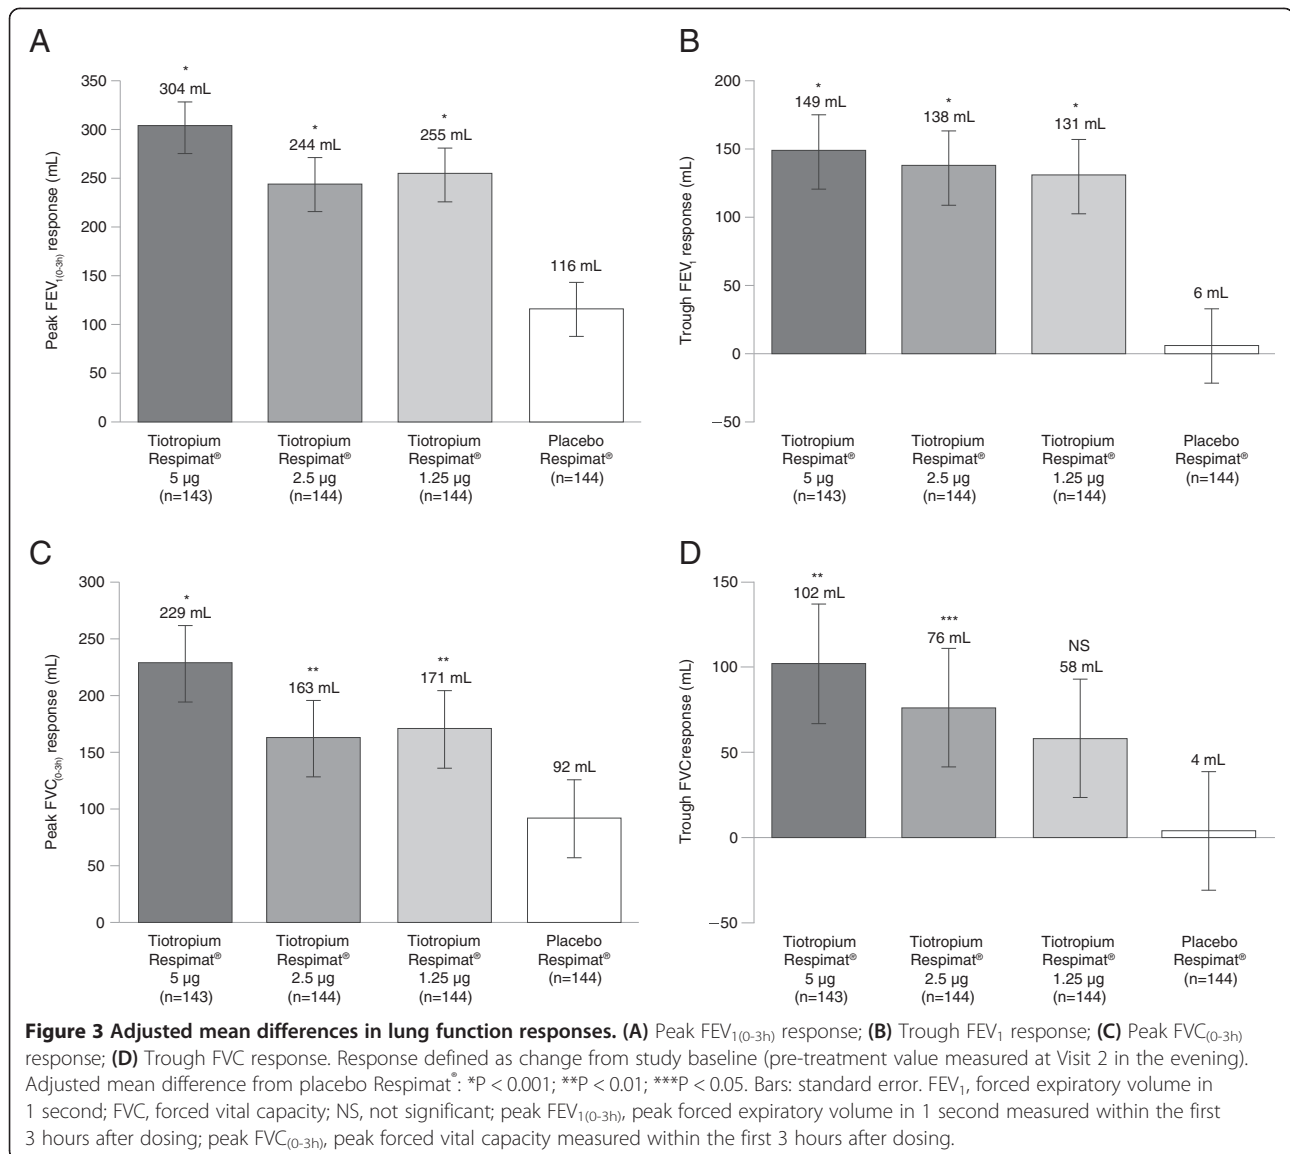 A
Peak FEV1(0-3h) response (mL)
350
300
250
200
150
100
50
0
*
304 mL
*
244 mL
*
255 mL
116 mL
Tiotropium
Respimat®
5 µg
(n=143)
Tiotropium
Respimat®
2.5 µg
(n=144)
Tiotropium
Respimat®
1.25 µg
(n=144)
Placebo
Respimat®
(n=144)
B
Trough FEV1 response (mL)
200
150
100
50
0
−50
*
149 mL
*
138 mL
*
131 mL
6 mL
Tiotropium
Respimat®
5 µg
(n=143)
Tiotropium
Respimat®
2.5 µg
(n=144)
Tiotropium
Respimat®
1.25 µg
(n=144)
Placebo
Respimat®
(n=144)
C
Peak FVC(0-3h) response (mL)
300
250
200
150
100
50
0
*
229 mL
**
163 mL
**
171 mL
92 mL
Tiotropium
Respimat®
5 µg
(n=143)
Tiotropium
Respimat®
2.5 µg
(n=144)
Tiotropium
Respimat®
1.25 µg
(n=144)
Placebo
Respimat®
(n=144)
D
Trough FVCresponse (mL)
150
100
50
0
−50
**
102 mL
***
76 mL
NS
58 mL
4 mL
Tiotropium
Respimat®
5 µg
(n=143)
Tiotropium
Respimat®
2.5 µg
(n=144)
Tiotropium
Respimat®
1.25 µg
(n=144)
Placebo
Respimat®
(n=144)
Figure 3 Adjusted mean differences in lung function responses. (A) Peak FEV1(0-3h) response; (B) Trough FEV1 response; (C) Peak FVC(0-3h)
response; (D) Trough FVC response. Response defined as change from study baseline (pre-treatment value measured at Visit 2 in the evening).
Adjusted mean difference from placebo Respimat®: *P < 0.001; **P < 0.01; ***P < 0.05. Bars: standard error. FEV1, forced expiratory volume in
1 second; FVC, forced vital capacity; NS, not significant; peak FEV1(0-3h), peak forced expiratory volume in 1 second measured within the first
3 hours after dosing; peak FVC(0-3h), peak forced vital capacity measured within the first 3 hours after dosing.